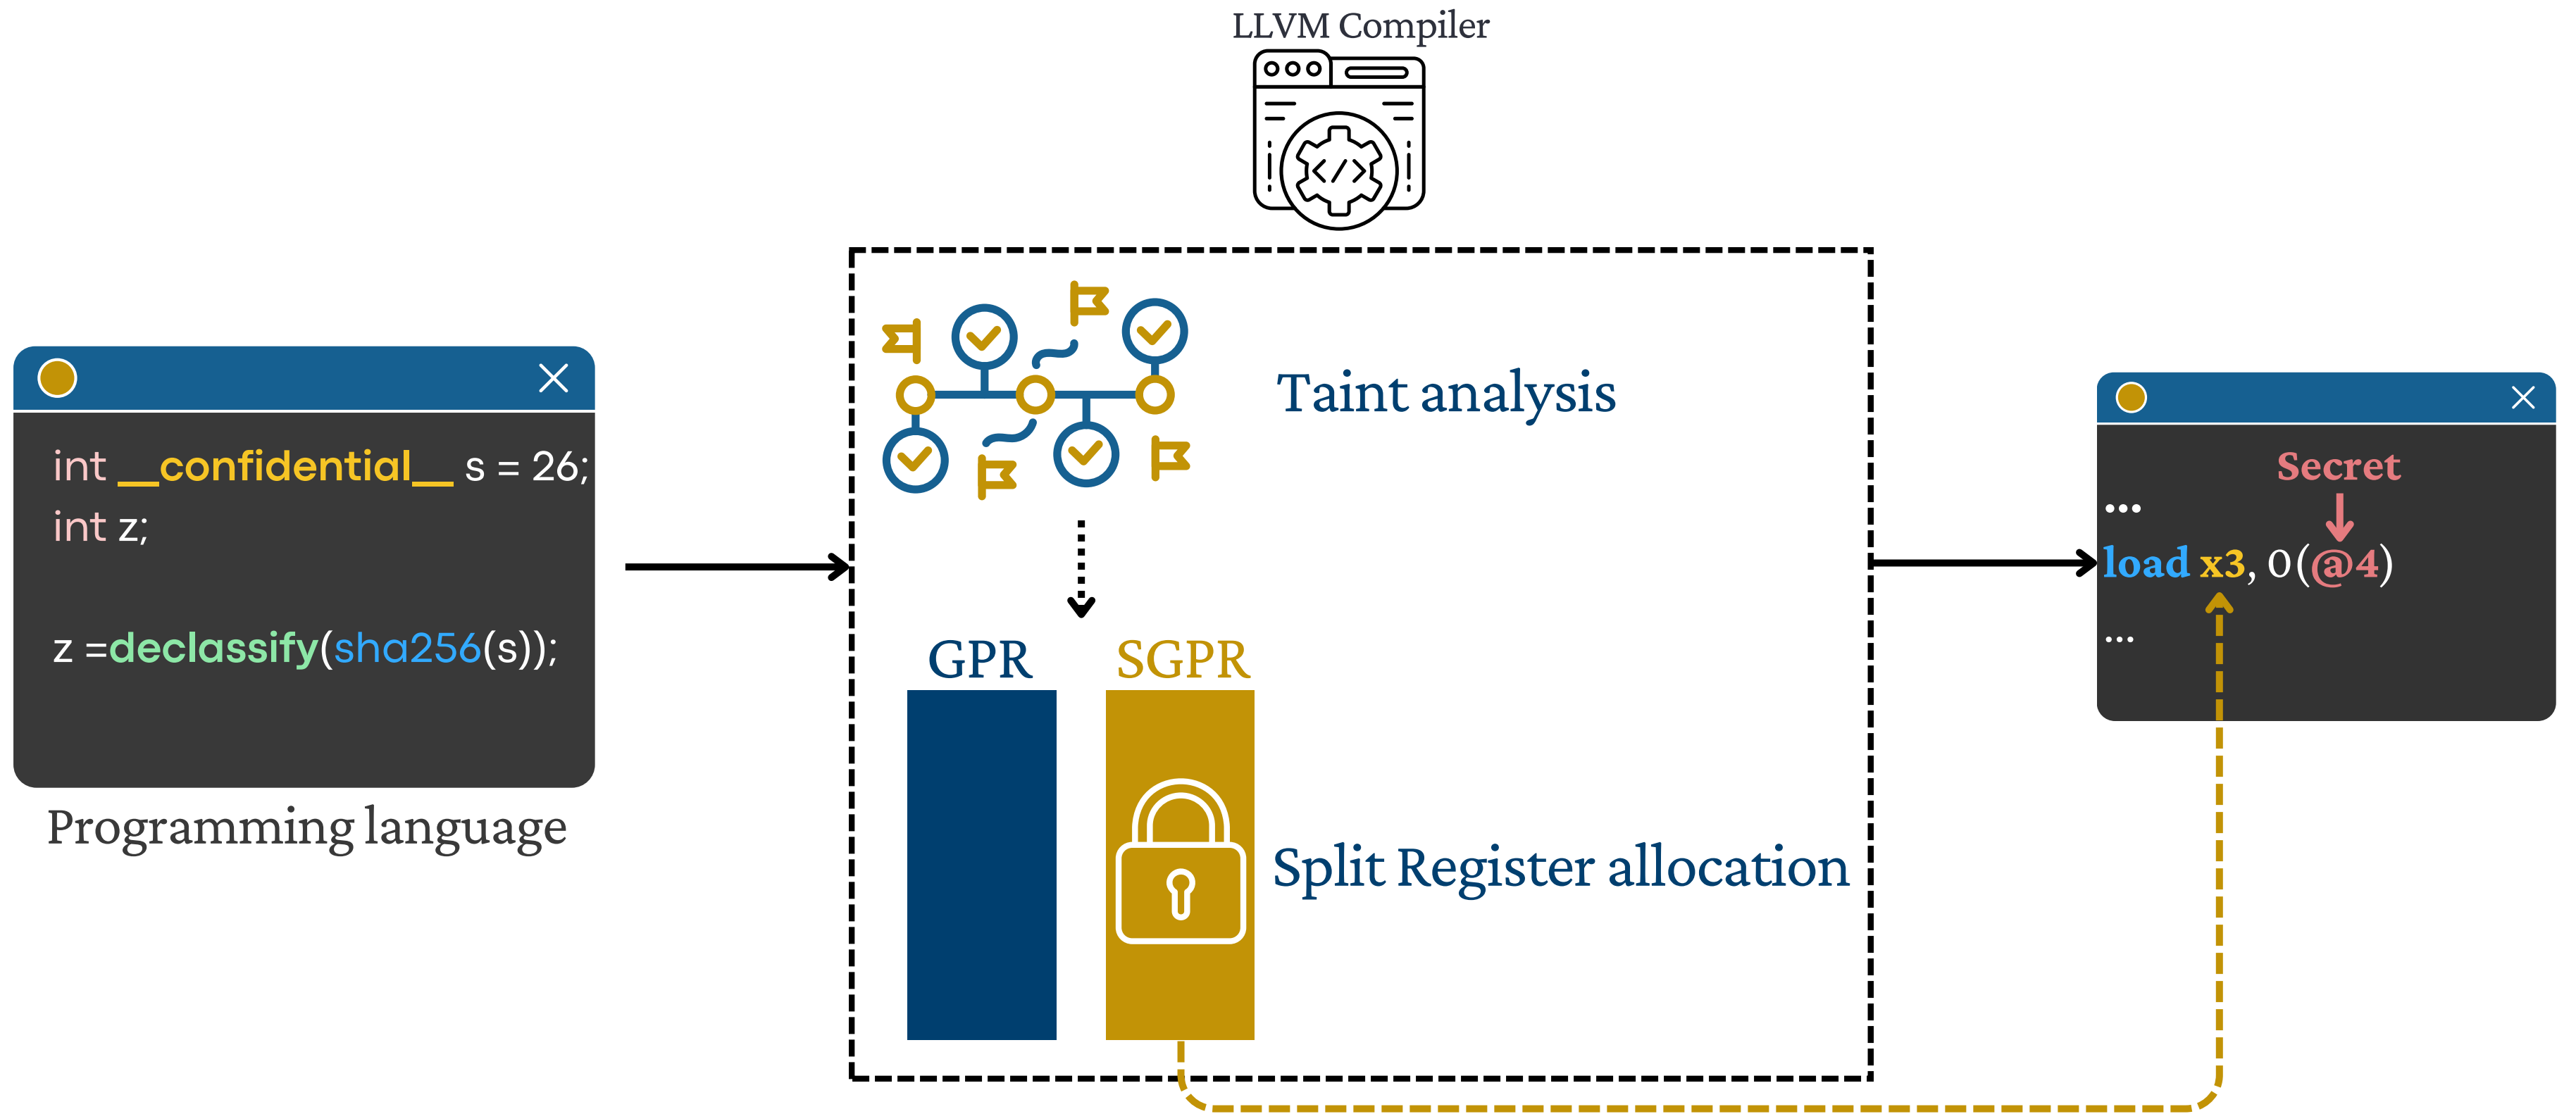 LLVM Compiler
</>
int __confidential__ s = 26;
int z;
z =declassify(sha256(s));
Programming language
Taint analysis
GPR
SGPR
Split Register allocation
Secret
...
load x3, 0(@4)
...